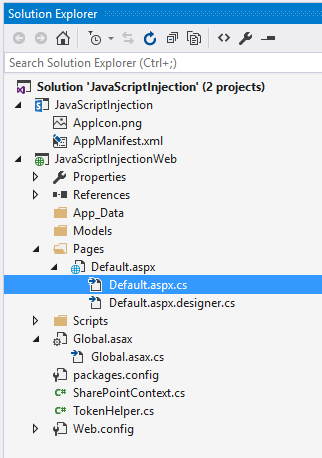 Solution Explorer
Search Solution Explorer (Ctrl+;)
Solution 'JavaScriptInjection' (2 projects)
JavaScriptInjection
AppIcon.png
AppManifest.xml
JavaScriptInjectionWeb
Properties
References
App_Data
Models
Pages
Default.aspx
Default.aspx.cs
Default.aspx.designer.cs
Scripts
Global.asax
Global.asax.cs
packages.config
C# SharePointContext.cs
C# TokenHelper.cs
Web.config